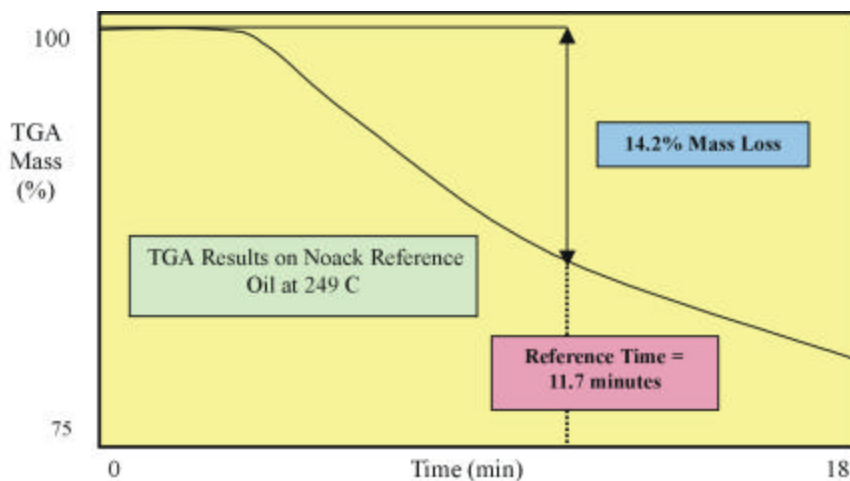 100
TGA
Mass
(%)
14.2% Mass Loss
TGA Results on Noack Reference
Oil at 249 C
Reference Time =
11.7 minutes
75
0
Time (min)
18